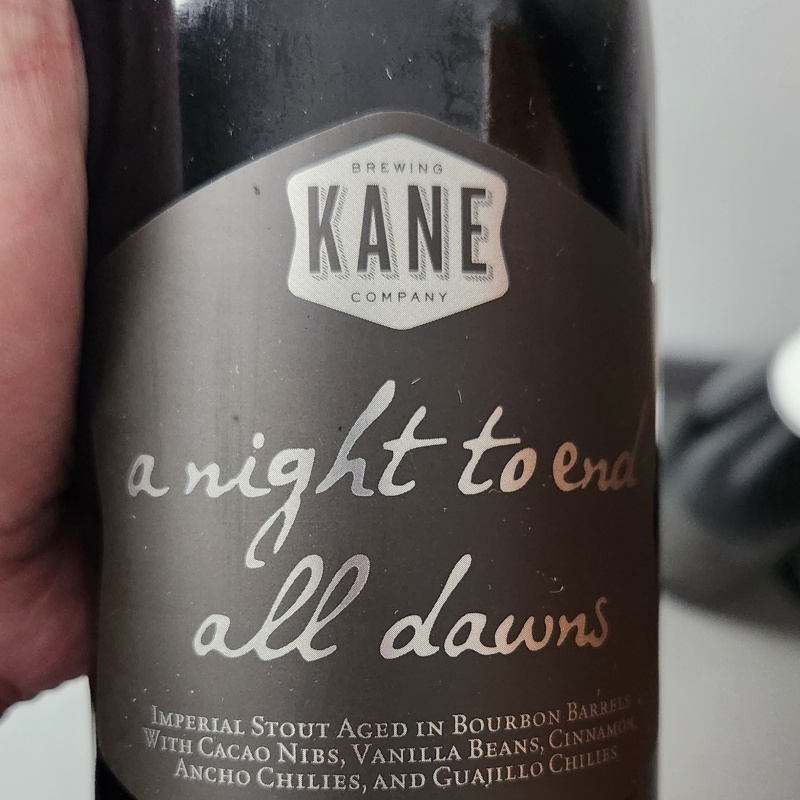 BREWING
KANE
COMPANY
a night to end
all dawns
Imperial Stout Aged in Bourbon Barrels
With Cacao Nibs, Vanilla Beans, Cinnamon,
Ancho Chilies, and Guajillo Chilies